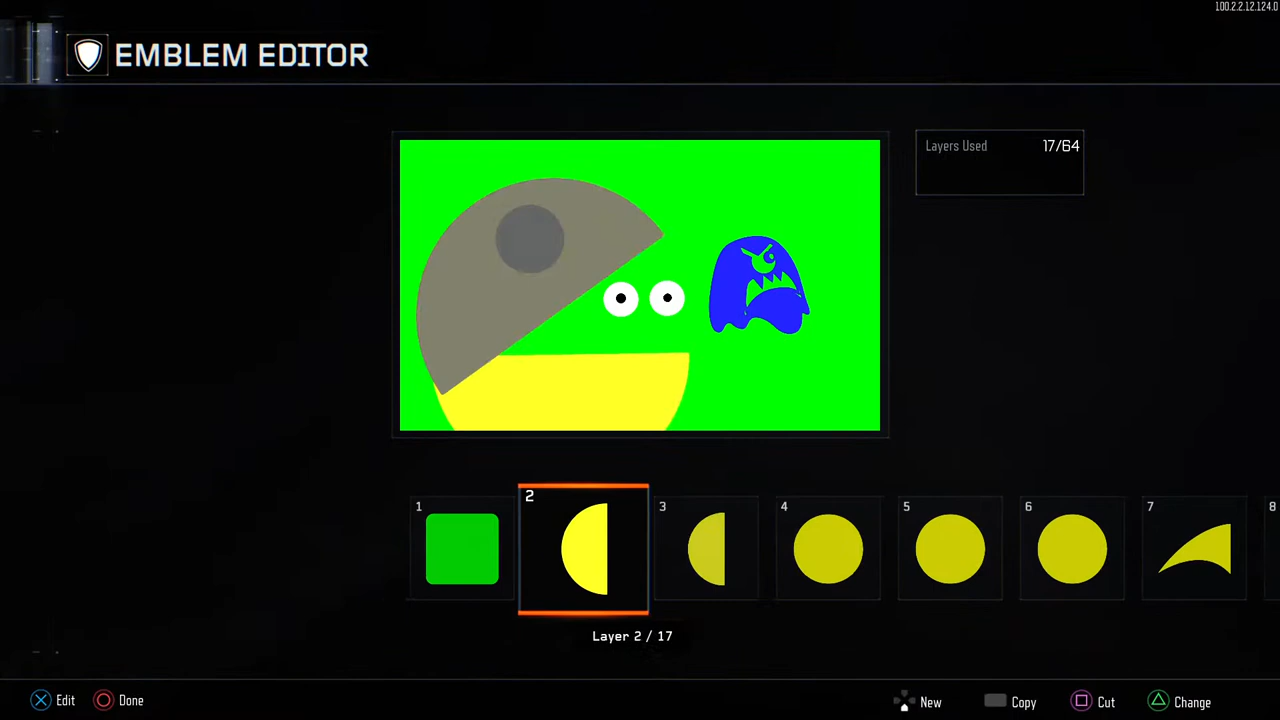 100.2.2.12.124.0
EMBLEM EDITOR
Layers Used 17/64
1 2 3 4 5 6 7 8
Layer 2 / 17
Edit Done New Copy Cut Change